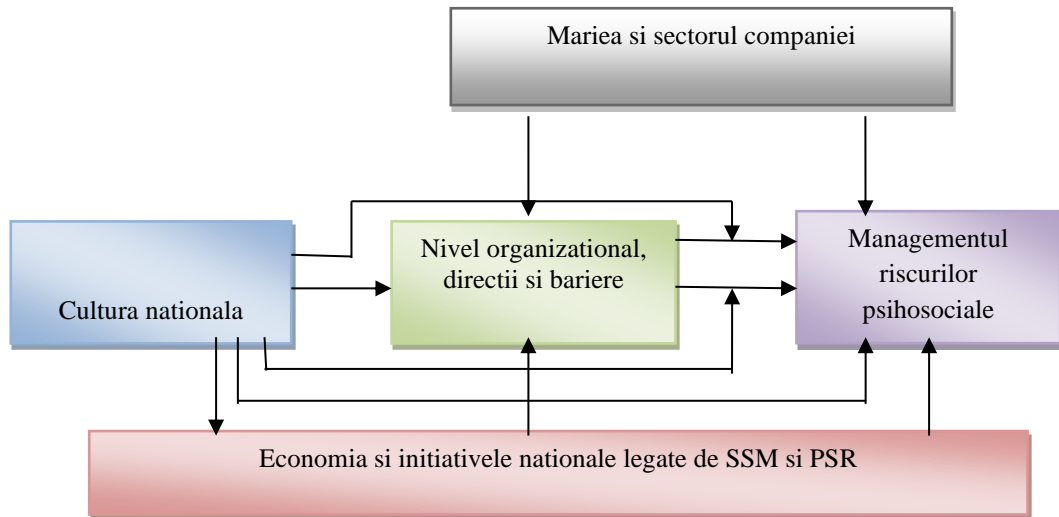 Mariea si sectorul companiei
Cultura nationala
Nivel organizational,
directii si bariere
Managementul
riscurilor
psihosociale
Economia si initiativele nationale legate de SSM si PSR